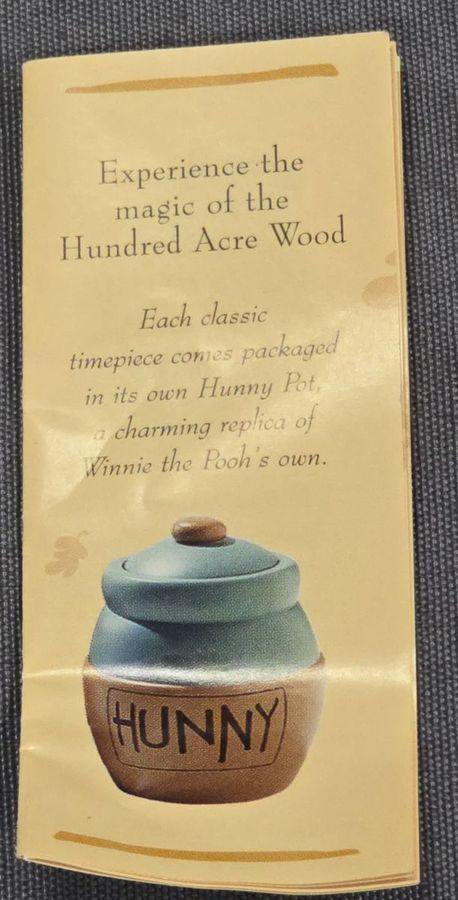 Experience the
magic of the
Hundred Acre Wood
Each classic
timepiece comes packaged
in its own Hunny Pot,
a charming replica of
Winnie the Pooh's own.
HUNNY